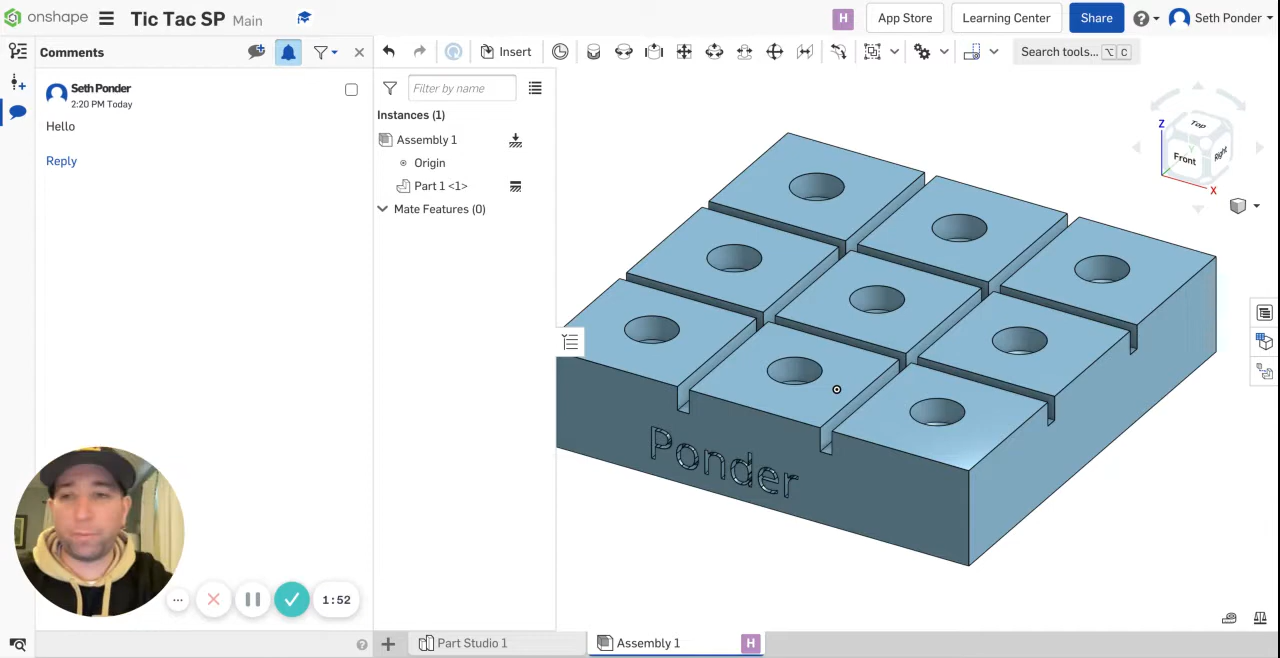 onshape
Tic Tac SP Main
H
App Store
Learning Center
Share
Seth Ponder
Comments
Insert
Search tools... ⌥ C
Seth Ponder
2:20 PM Today
Hello
Reply
Filter by name
Instances (1)
Assembly 1
Origin
Part 1 <1>
Mate Features (0)
Z
Top
Y
Front
Right
X
Ponder
1:52
Part Studio 1
Assembly 1
H